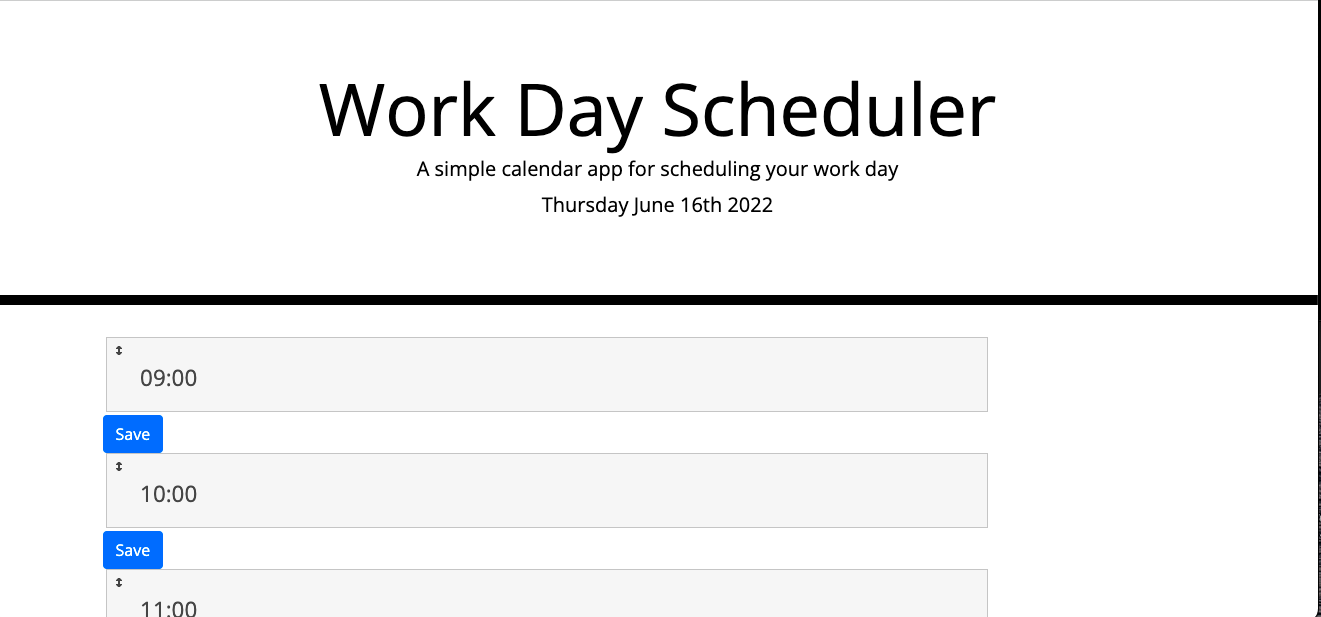 Work Day Scheduler
A simple calendar app for scheduling your work day
Thursday June 16th 2022
09:00
Save
10:00
Save
11:00